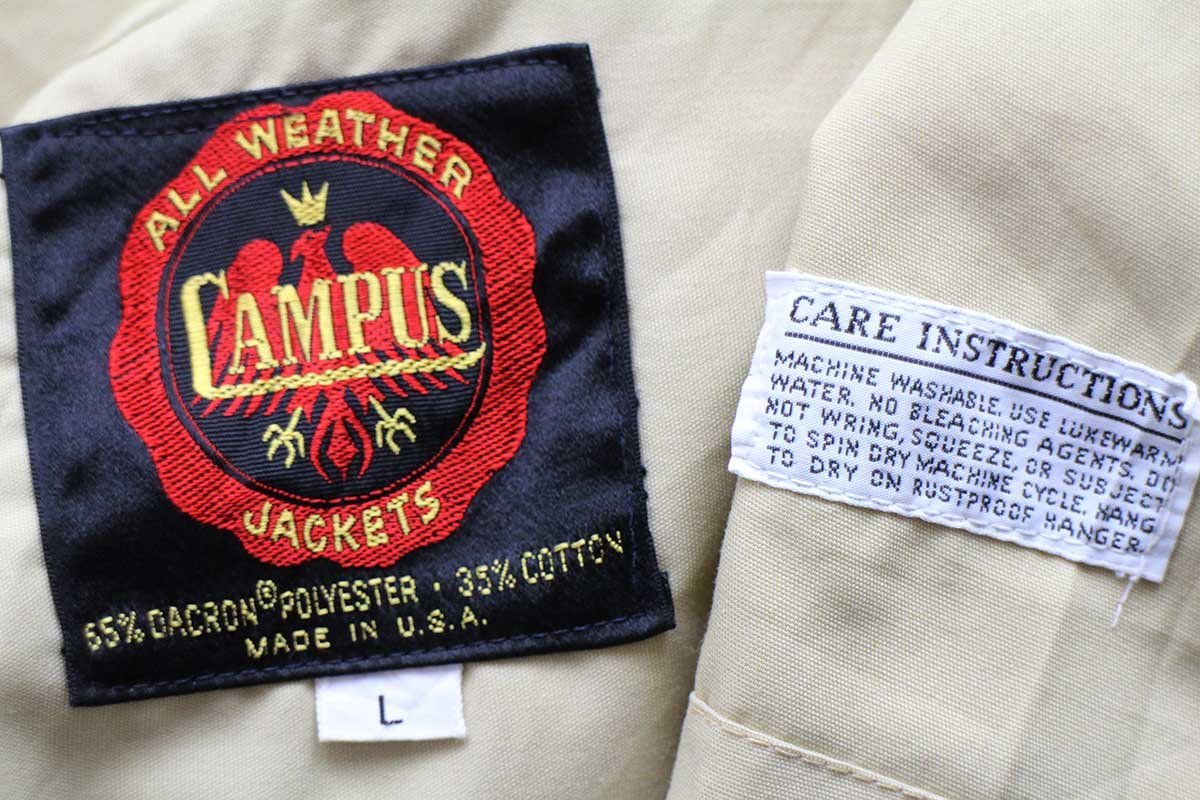 ALL WEATHER
CAMPUS
JACKETS
65% DACRON® POLYESTER · 35% COTTON
MADE IN U.S.A.
L
CARE INSTRUCTIONS
MACHINE WASHABLE. USE LUKEWARM
WATER. NO BLEACHING AGENTS. DO
NOT WRING, SQUEEZE, OR SUBJECT
TO SPIN DRY MACHINE CYCLE. HANG
TO DRY ON RUSTPROOF HANGER.